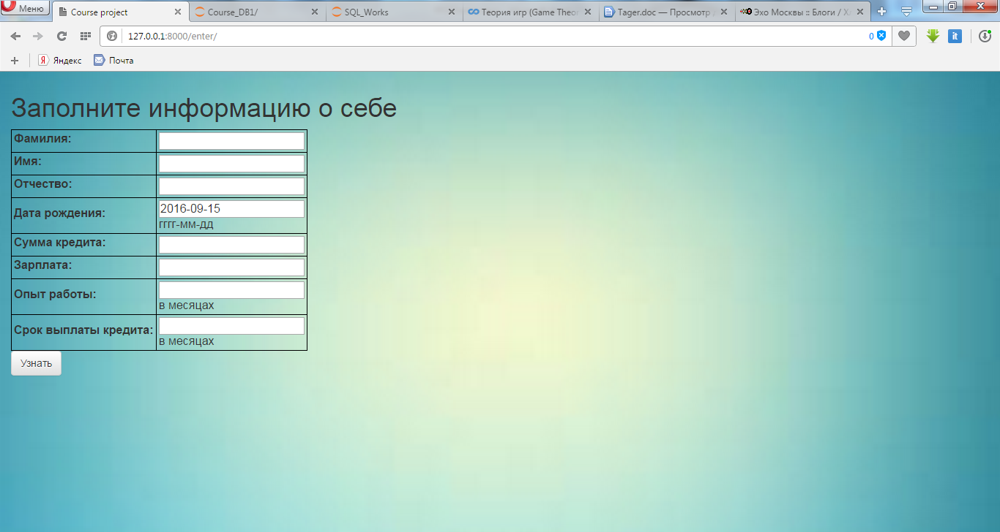 Меню
Course project
Course_DB1/
SQL_Works
Теория игр (Game Theor
Tager.doc — Просмотр
Эхо Москвы :: Блоги /
127.0.0.1:8000/enter/
0
it
Яндекс
Почта
Заполните информацию о себе
Фамилия:
Имя:
Отчество:
Дата рождения:
2016-09-15
гггг-мм-дд
Сумма кредита:
Зарплата:
Опыт работы:
в месяцах
Срок выплаты кредита:
в месяцах
Узнать